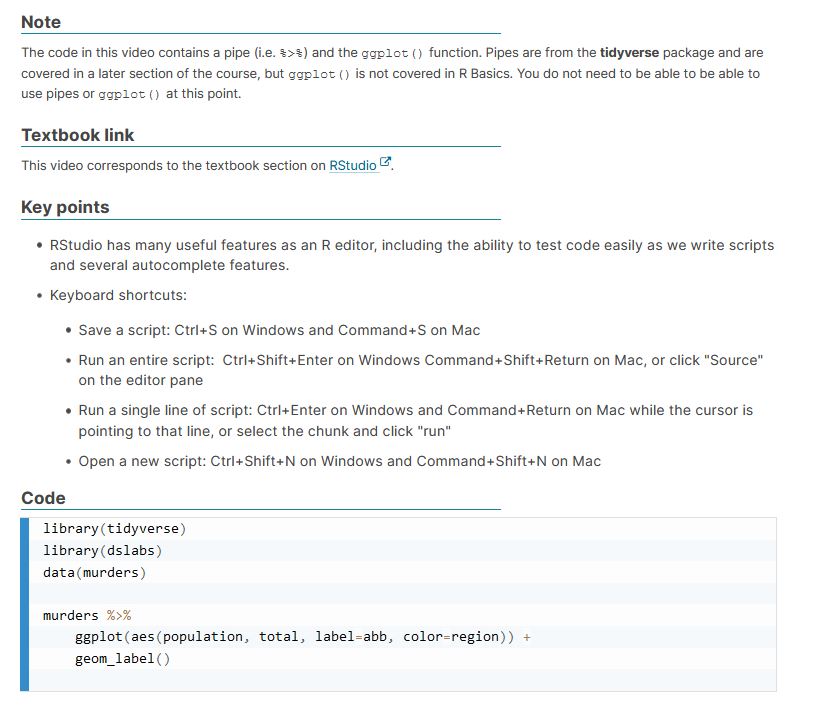 Note
The code in this video contains a pipe (i.e. %>%) and the ggplot() function. Pipes are from the tidyverse package and are
covered in a later section of the course, but ggplot() is not covered in R Basics. You do not need to be able to be able to
use pipes or ggplot() at this point.
Textbook link
This video corresponds to the textbook section on RStudio.
Key points
• RStudio has many useful features as an R editor, including the ability to test code easily as we write scripts
and several autocomplete features.
• Keyboard shortcuts:
• Save a script: Ctrl+S on Windows and Command+S on Mac
• Run an entire script: Ctrl+Shift+Enter on Windows Command+Shift+Return on Mac, or click "Source"
on the editor pane
• Run a single line of script: Ctrl+Enter on Windows and Command+Return on Mac while the cursor is
pointing to that line, or select the chunk and click "run"
• Open a new script: Ctrl+Shift+N on Windows and Command+Shift+N on Mac
Code
library(tidyverse)
library(dslabs)
data(murders)
murders %>%
    ggplot(aes(population, total, label=abb, color=region)) +
    geom_label()